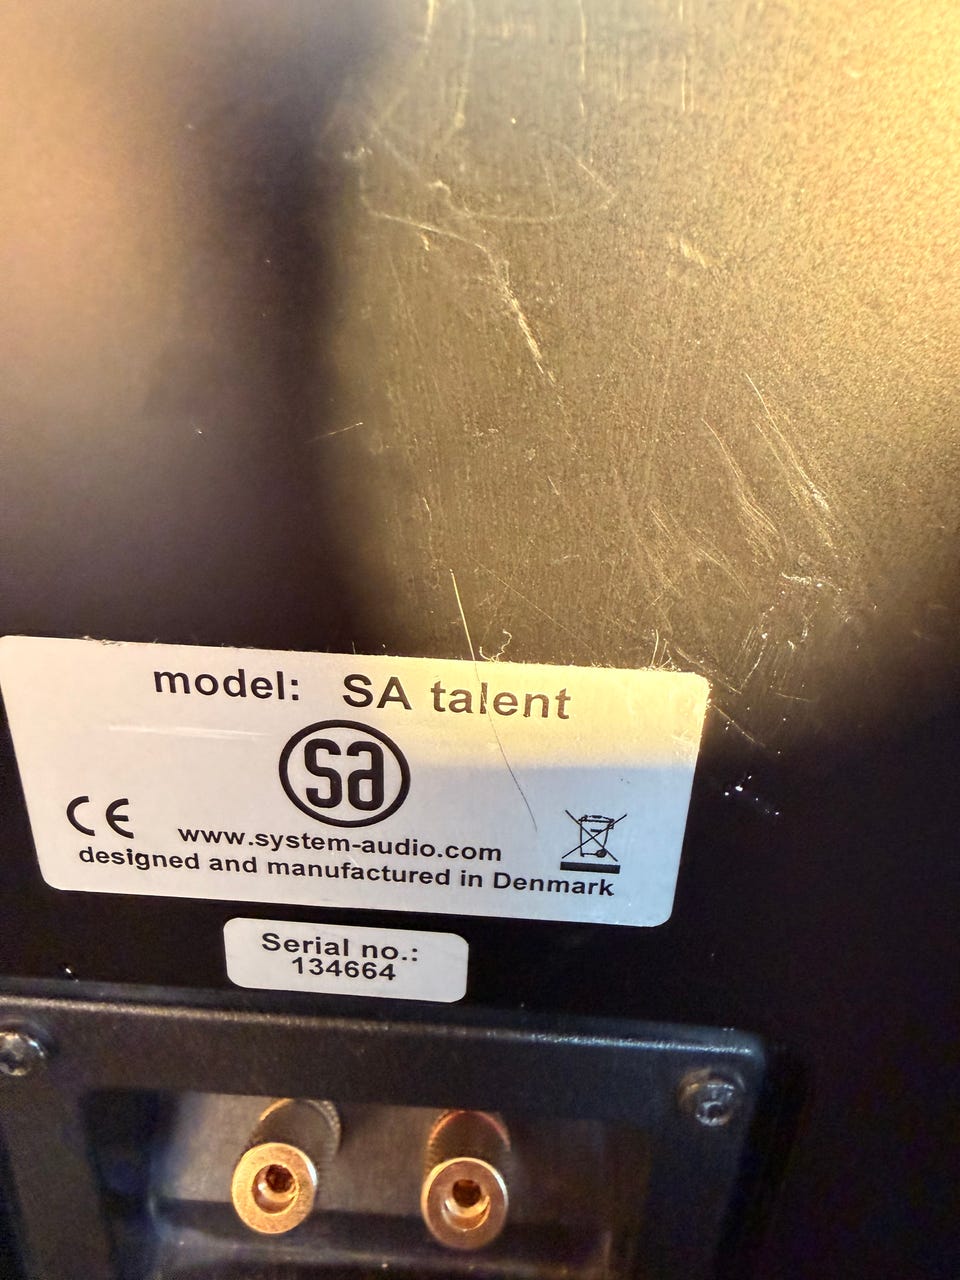 model: SA talent
sa
CE
www.system-audio.com
designed and manufactured in Denmark
Serial no.:
134664